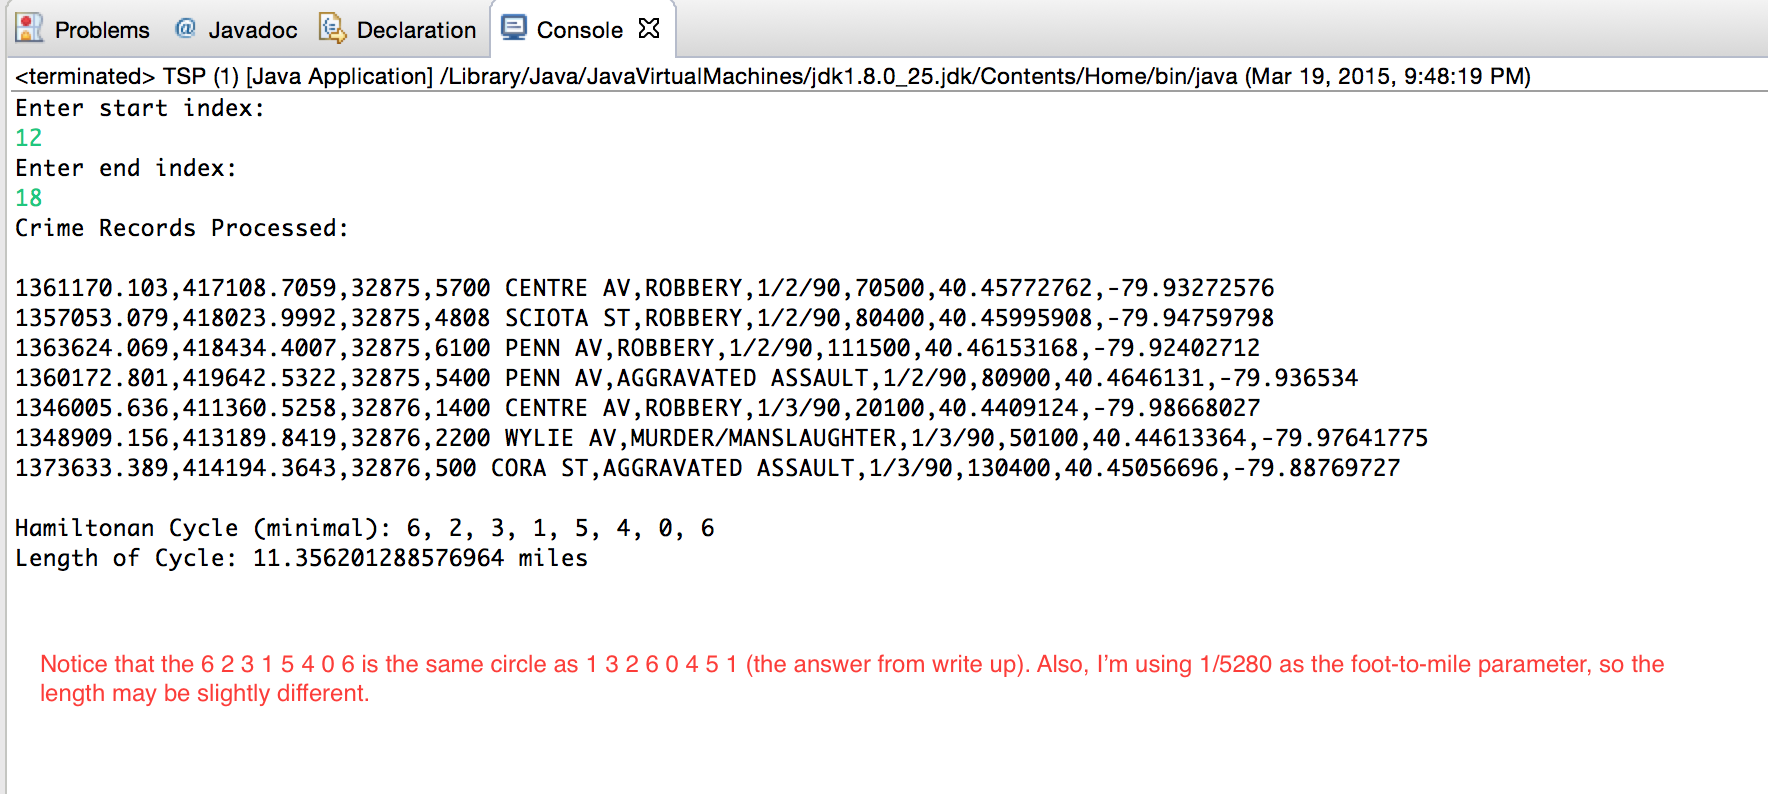 Problems @ Javadoc Declaration Console
<terminated> TSP (1) [Java Application] /Library/Java/JavaVirtualMachines/jdk1.8.0_25.jdk/Contents/Home/bin/java (Mar 19, 2015, 9:48:19 PM)
Enter start index:
12
Enter end index:
18
Crime Records Processed:
1361170.103,417108.7059,32875,5700 CENTRE AV,ROBBERY,1/2/90,70500,40.45772762,-79.93272576
1357053.079,418023.9992,32875,4808 SCIOTA ST,ROBBERY,1/2/90,80400,40.45995908,-79.94759798
1363624.069,418434.4007,32875,6100 PENN AV,ROBBERY,1/2/90,111500,40.46153168,-79.92402712
1360172.801,419642.5322,32875,5400 PENN AV,AGGRAVATED ASSAULT,1/2/90,80900,40.4646131,-79.936534
1346005.636,411360.5258,32876,1400 CENTRE AV,ROBBERY,1/3/90,20100,40.4409124,-79.98668027
1348909.156,413189.8419,32876,2200 WYLIE AV,MURDER/MANSLAUGHTER,1/3/90,50100,40.44613364,-79.97641775
1373633.389,414194.3643,32876,500 CORA ST,AGGRAVATED ASSAULT,1/3/90,130400,40.45056696,-79.88769727
Hamiltonan Cycle (minimal): 6, 2, 3, 1, 5, 4, 0, 6
Length of Cycle: 11.356201288576964 miles
Notice that the 6 2 3 1 5 4 0 6 is the same circle as 1 3 2 6 0 4 5 1 (the answer from write up). Also, I'm using 1/5280 as the foot-to-mile parameter, so the
length may be slightly different.